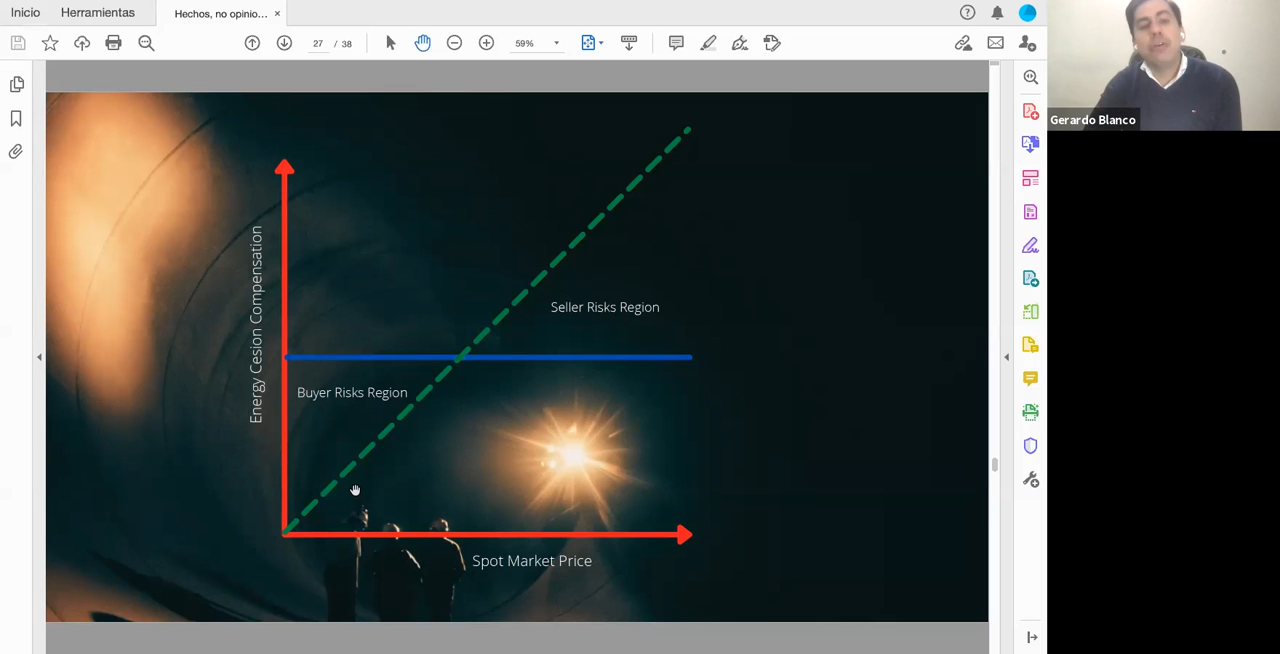 Inicio
Herramientas
Hechos, no opinio...
27 / 38
59%
Gerardo Blanco
Energy Cesion Compensation
Seller Risks Region
Buyer Risks Region
Spot Market Price